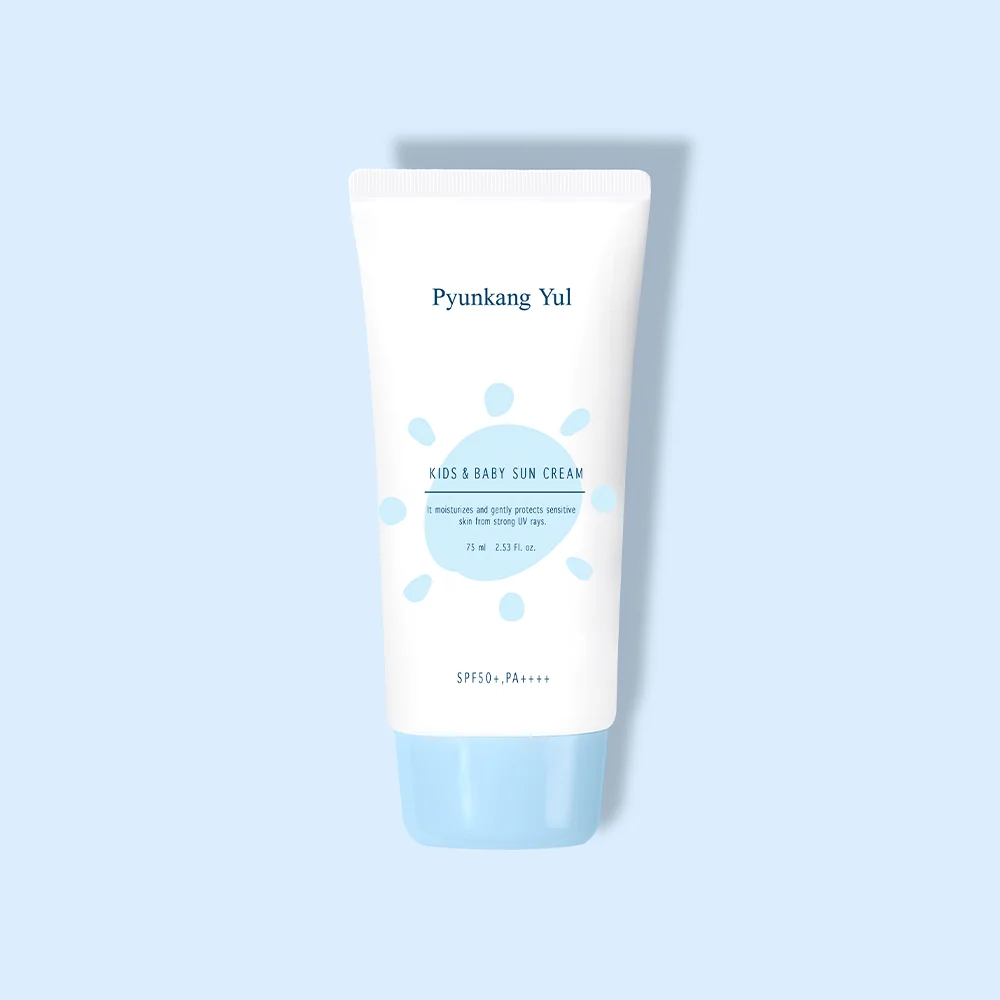 Pyunkang Yul
KIDS & BABY SUN CREAM
It moisturizes and gently protects sensitive
skin from strong UV rays.
75 ml 2.53 Fl. oz.
SPF50+,PA++++